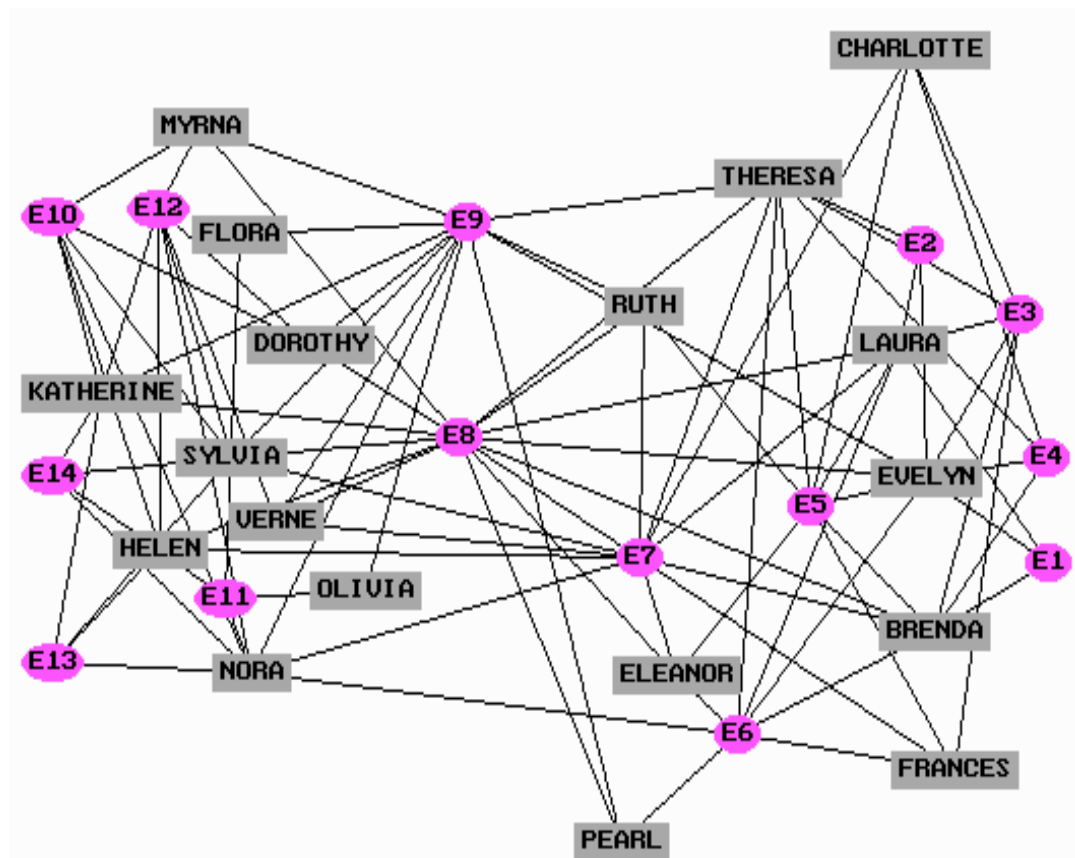 CHARLOTTE
MYRNA
THERESA
E10
E12
E9
FLORA
E2
RUTH
E3
DOROTHY
LAURA
KATHERINE
E8
SYLVIA
E4
E14
EVELYN
E5
VERNE
HELEN
E7
E1
OLIVIA
E11
BRENDA
E13
NORA
ELEANOR
E6
FRANCES
PEARL